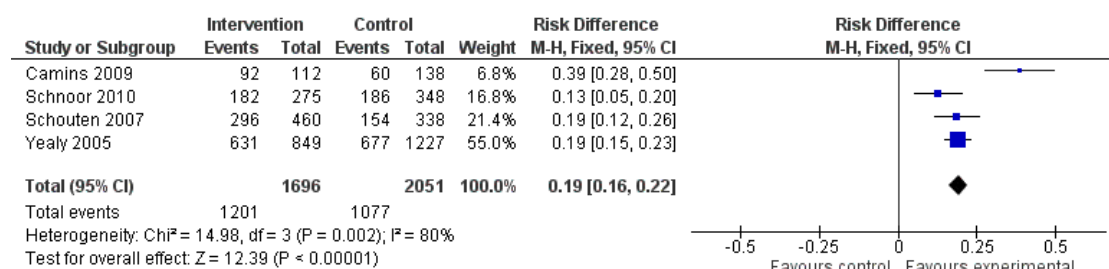 Intervention Control Risk Difference Risk Difference
Study or Subgroup Events Total Events Total Weight M-H, Fixed, 95% CI M-H, Fixed, 95% CI
Camins 2009 92 112 60 138 6.8% 0.39 [0.28, 0.50]
Schnoor 2010 182 275 186 348 16.8% 0.13 [0.05, 0.20]
Schouten 2007 296 460 154 338 21.4% 0.19 [0.12, 0.26]
Yealy 2005 631 849 677 1227 55.0% 0.19 [0.15, 0.23]
Total (95% CI) 1696 2051 100.0% 0.19 [0.16, 0.22]
Total events 1201 1077
Heterogeneity: Chi² = 14.98, df = 3 (P = 0.002); I² = 80%
Test for overall effect: Z = 12.39 (P < 0.00001)
-0.5 -0.25 0 0.25 0.5
Favours control Favours experimental